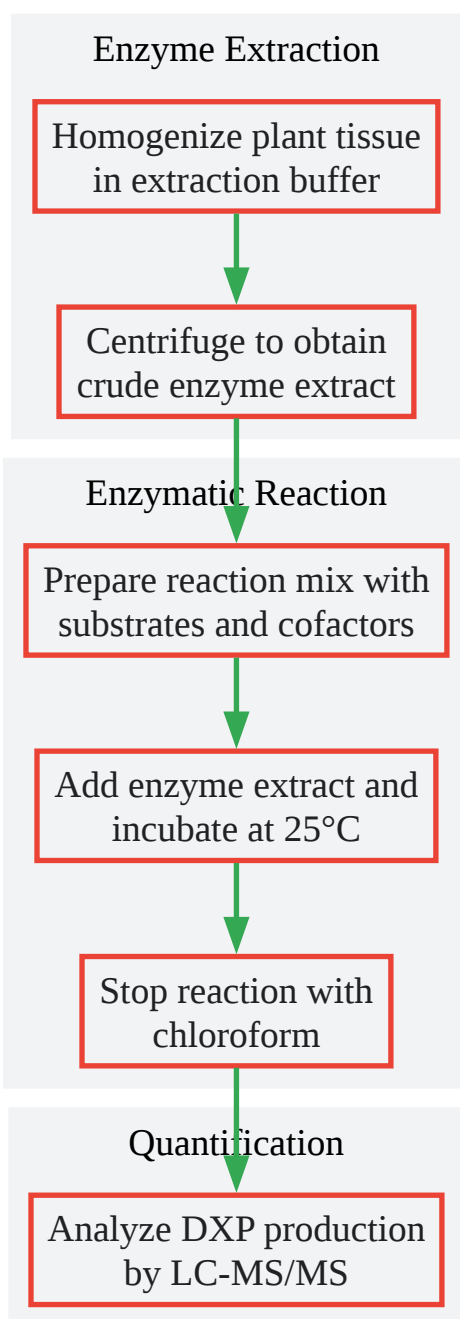 Enzyme Extraction
Homogenize plant tissue
in extraction buffer
Centrifuge to obtain
crude enzyme extract
Enzymatic Reaction
Prepare reaction mix with
substrates and cofactors
Add enzyme extract and
incubate at 25°C
Stop reaction with
chloroform
Quantification
Analyze DXP production
by LC-MS/MS